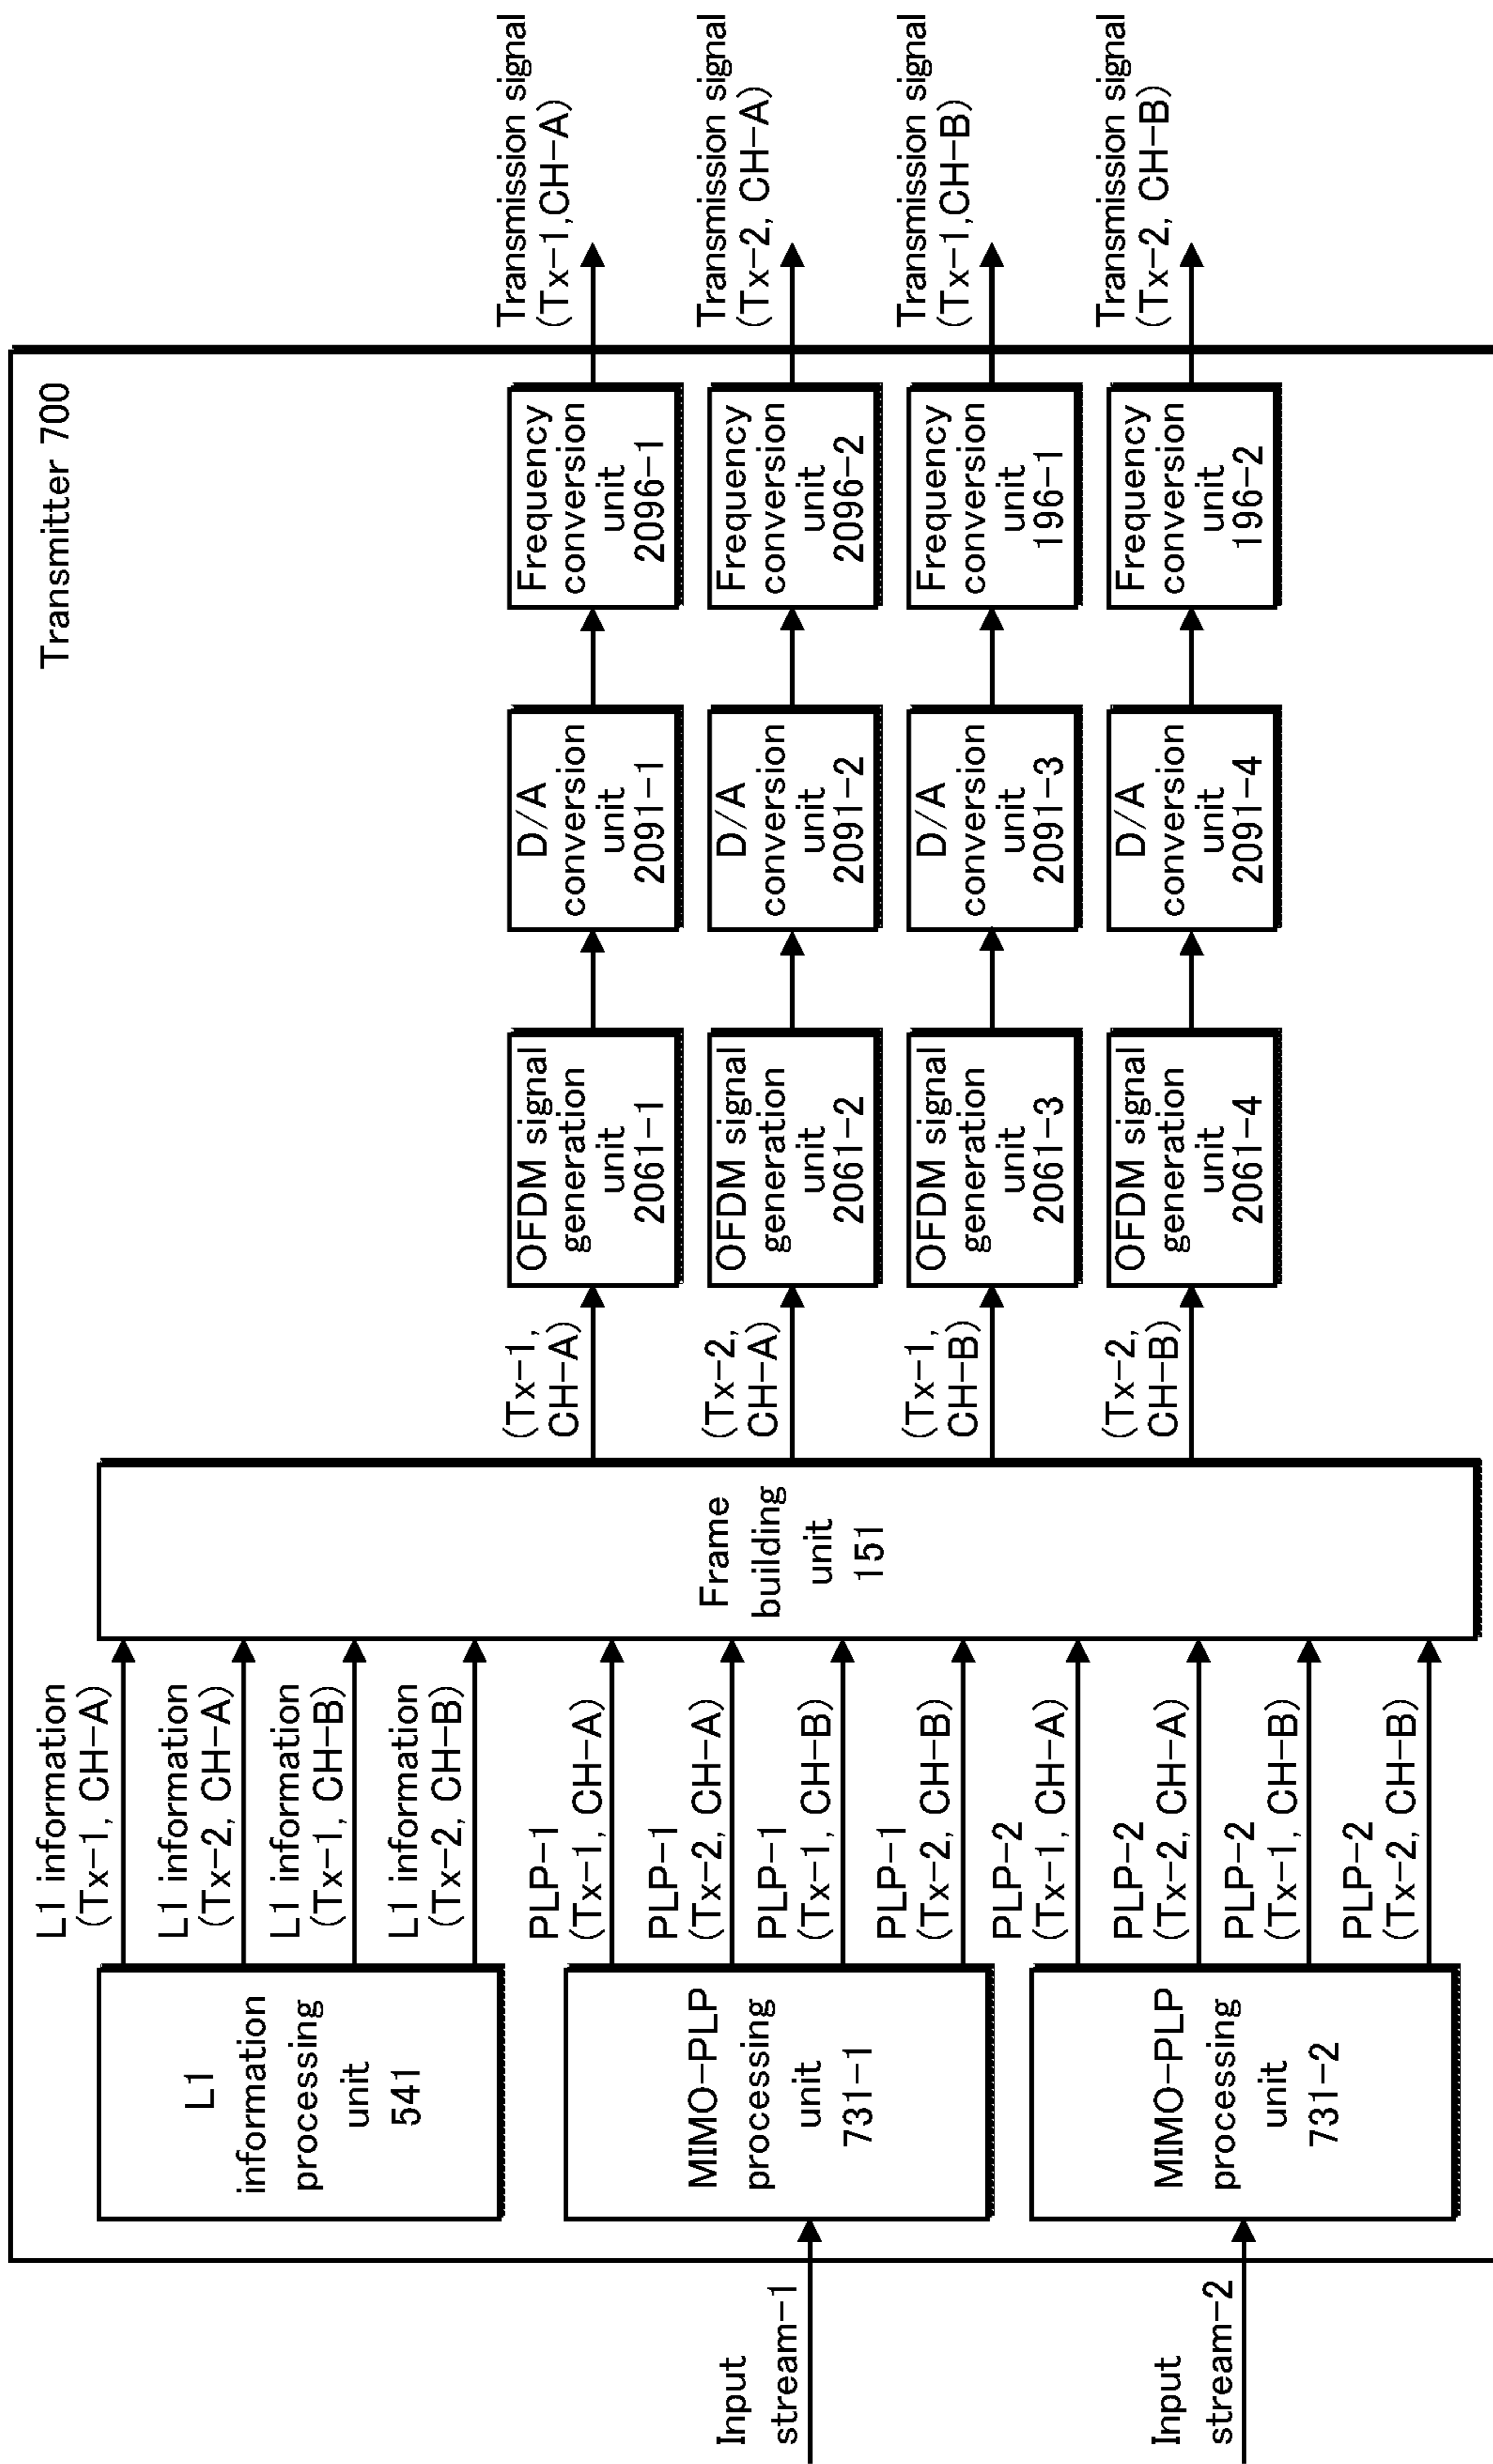 Transmitter 700
Input
stream-1
Input
stream-2
L1
information
processing
unit
541
MIMO-PLP
processing
unit
731-1
MIMO-PLP
processing
unit
731-2
L1 information
(Tx-1, CH-A)
L1 information
(Tx-2, CH-A)
L1 information
(Tx-1, CH-B)
L1 information
(Tx-2, CH-B)
PLP-1
(Tx-1, CH-A)
PLP-1
(Tx-2, CH-A)
PLP-1
(Tx-1, CH-B)
PLP-1
(Tx-2, CH-B)
PLP-2
(Tx-1, CH-A)
PLP-2
(Tx-2, CH-A)
PLP-2
(Tx-1, CH-B)
PLP-2
(Tx-2, CH-B)
Frame
building
unit
151
(Tx-1,
CH-A)
(Tx-2,
CH-A)
(Tx-1,
CH-B)
(Tx-2,
CH-B)
OFDM signal
generation
unit
2061-1
OFDM signal
generation
unit
2061-2
OFDM signal
generation
unit
2061-3
OFDM signal
generation
unit
2061-4
D/A
conversion
unit
2091-1
D/A
conversion
unit
2091-2
D/A
conversion
unit
2091-3
D/A
conversion
unit
2091-4
Frequency
conversion
unit
2096-1
Frequency
conversion
unit
2096-2
Frequency
conversion
unit
196-1
Frequency
conversion
unit
196-2
Transmission signal
(Tx-1,CH-A)
Transmission signal
(Tx-2, CH-A)
Transmission signal
(Tx-1,CH-B)
Transmission signal
(Tx-2, CH-B)